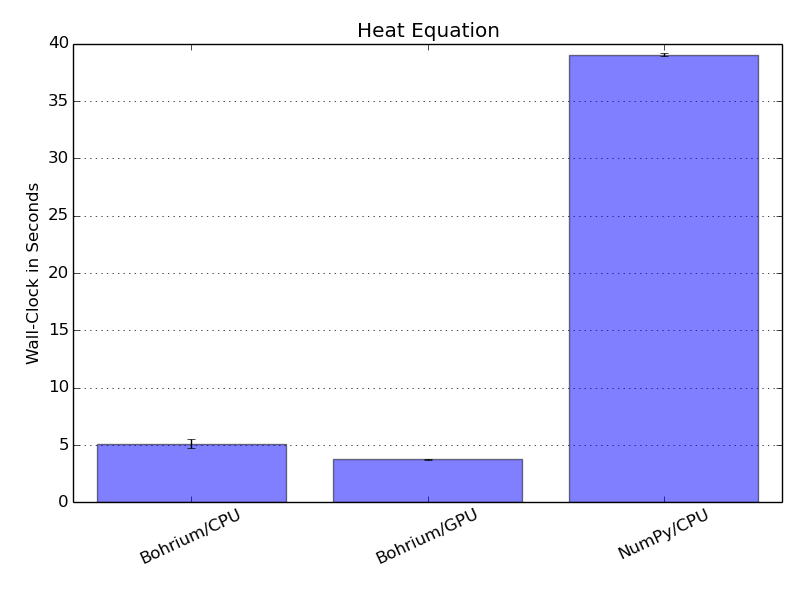 Heat Equation
Wall-Clock in Seconds
40
35
30
25
20
15
10
5
0
Bohrium/CPU
Bohrium/GPU
NumPy/CPU